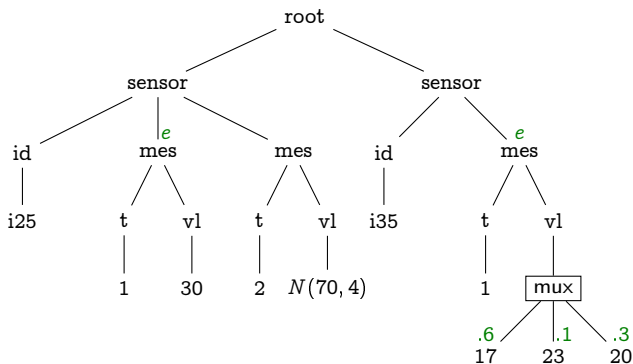 root
sensor sensor
e e
id mes mes id mes
i25 t vl t vl i35 t vl
1 30 2 N(70, 4) 1 mux
.6 .1 .3
17 23 20